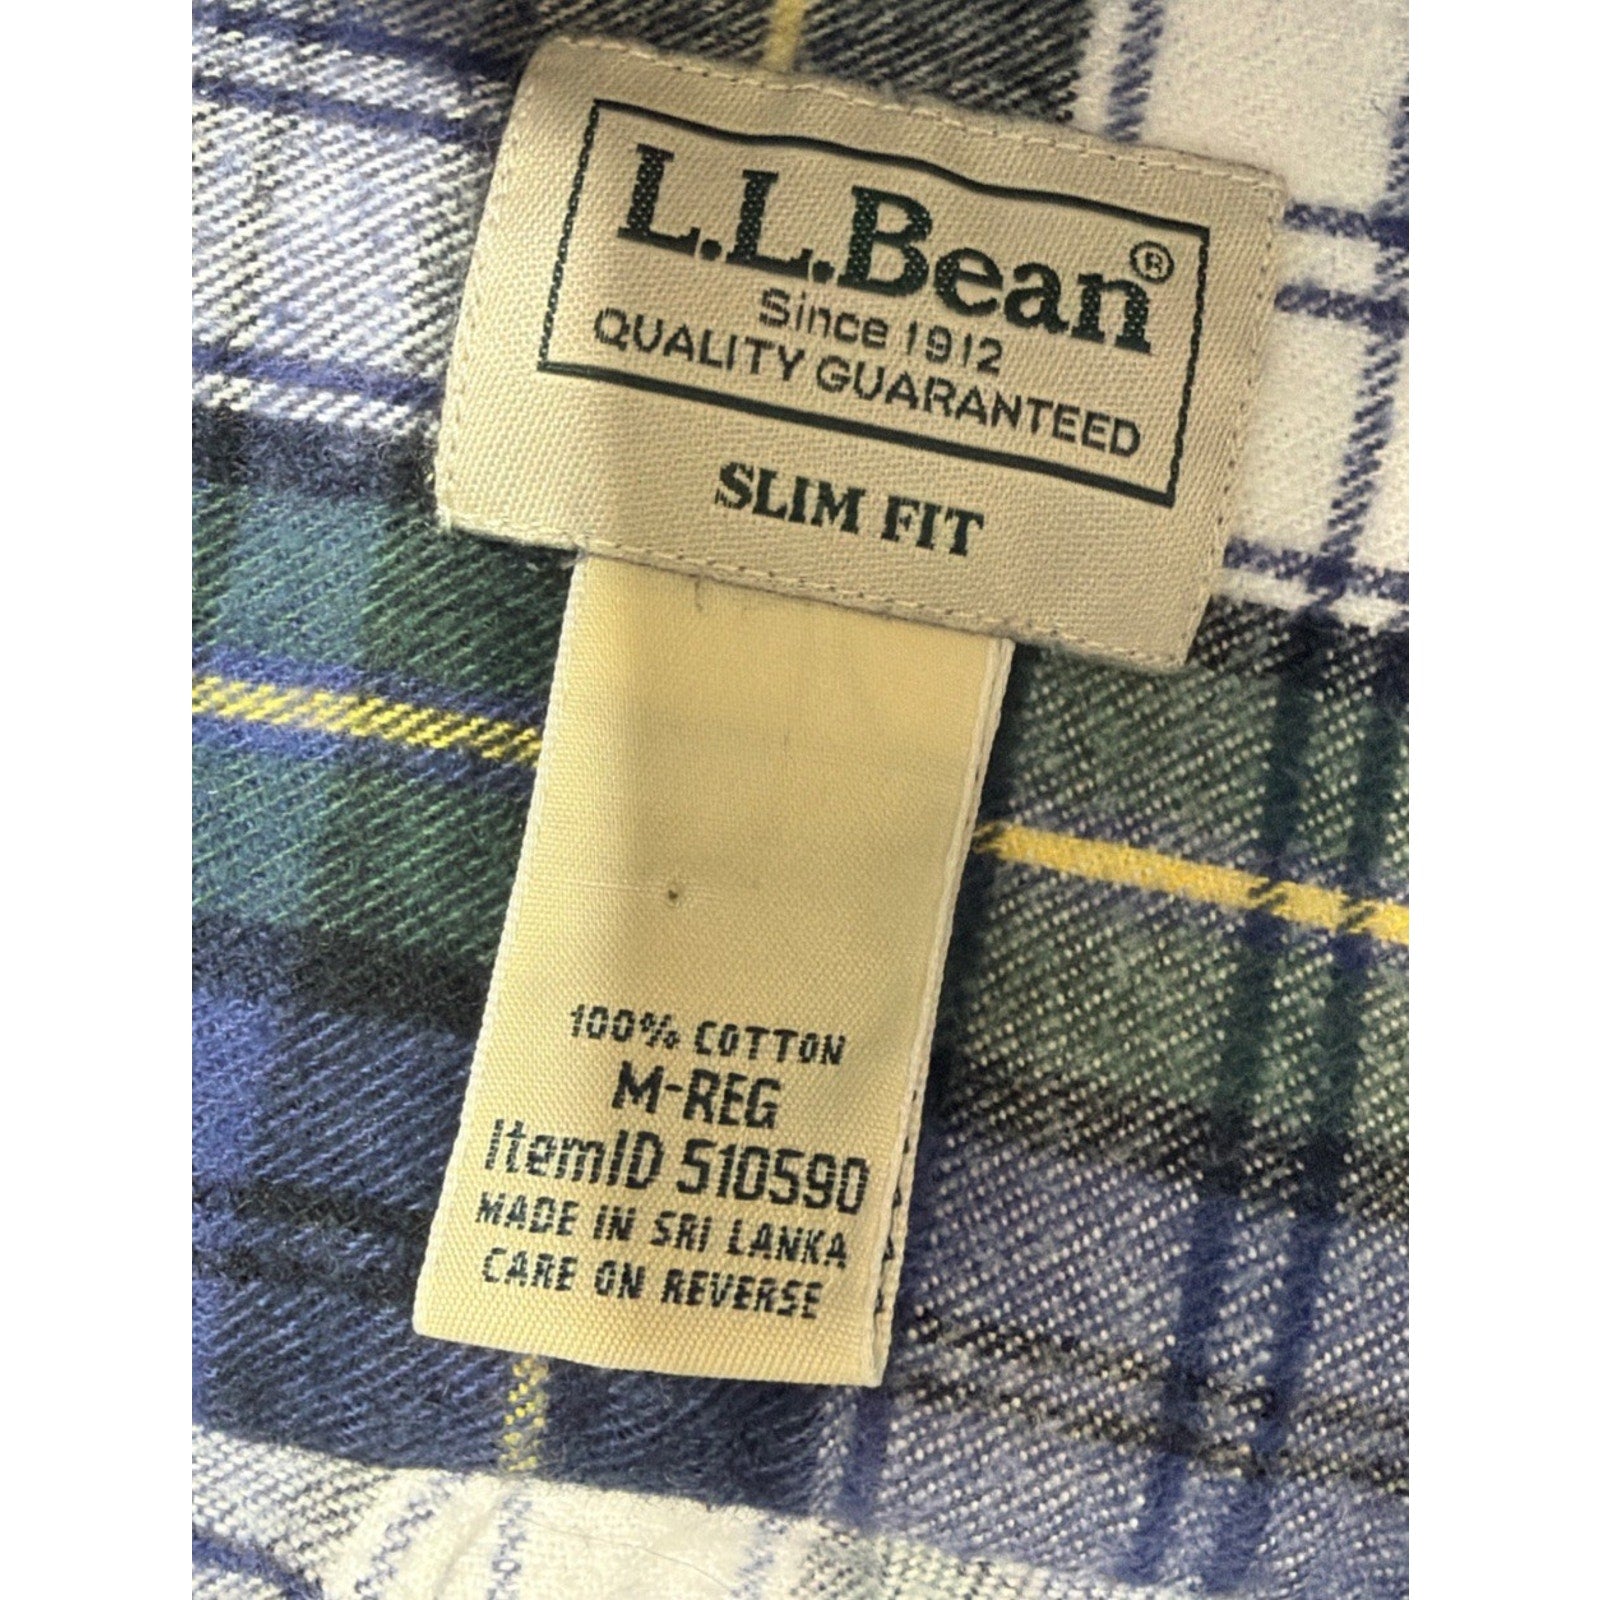 L.L.Bean®
Since 1912
QUALITY GUARANTEED
SLIM FIT
100% COTTON
M-REG
ItemID 510590
MADE IN SRI LANKA
CARE ON REVERSE